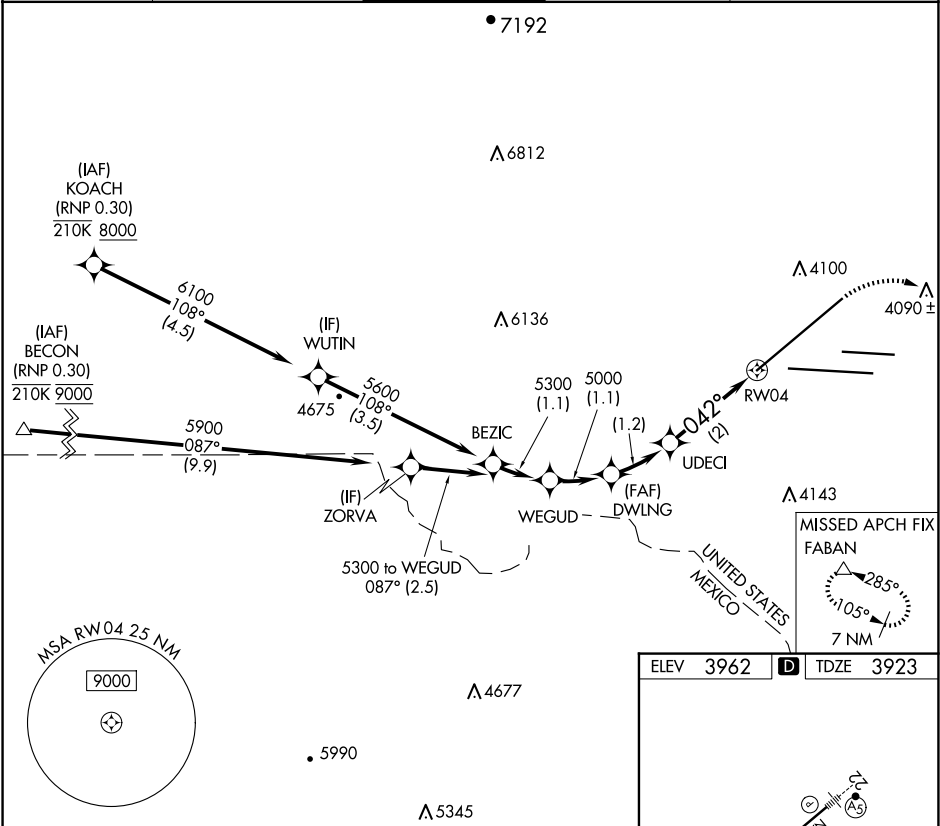 7192
6812
(IAF)
KOACH
(RNP 0.30)
210K 8000
6100
108°
(4.5)
4100
4090 ±
6136
(IF)
WUTIN
4675
(IAF)
BECON
(RNP 0.30)
210K 9000
5600
108°
(3.5)
5300
(1.1)
5000
(1.1)
RW04
042°
(2)
(1.2)
5900
087°
(9.9)
BEZIC
UDECI
(IF)
ZORVA
WEGUD
(FAF)
DWLNG
4143
5300 to WEGUD
087° (2.5)
UNITED STATES
MEXICO
MISSED APCH FIX
FABAN
285°
105°
7 NM
MSA RW04 25 NM
9000
ELEV 3962 D TDZE 3923
4677
5990
5345
22
P
A5